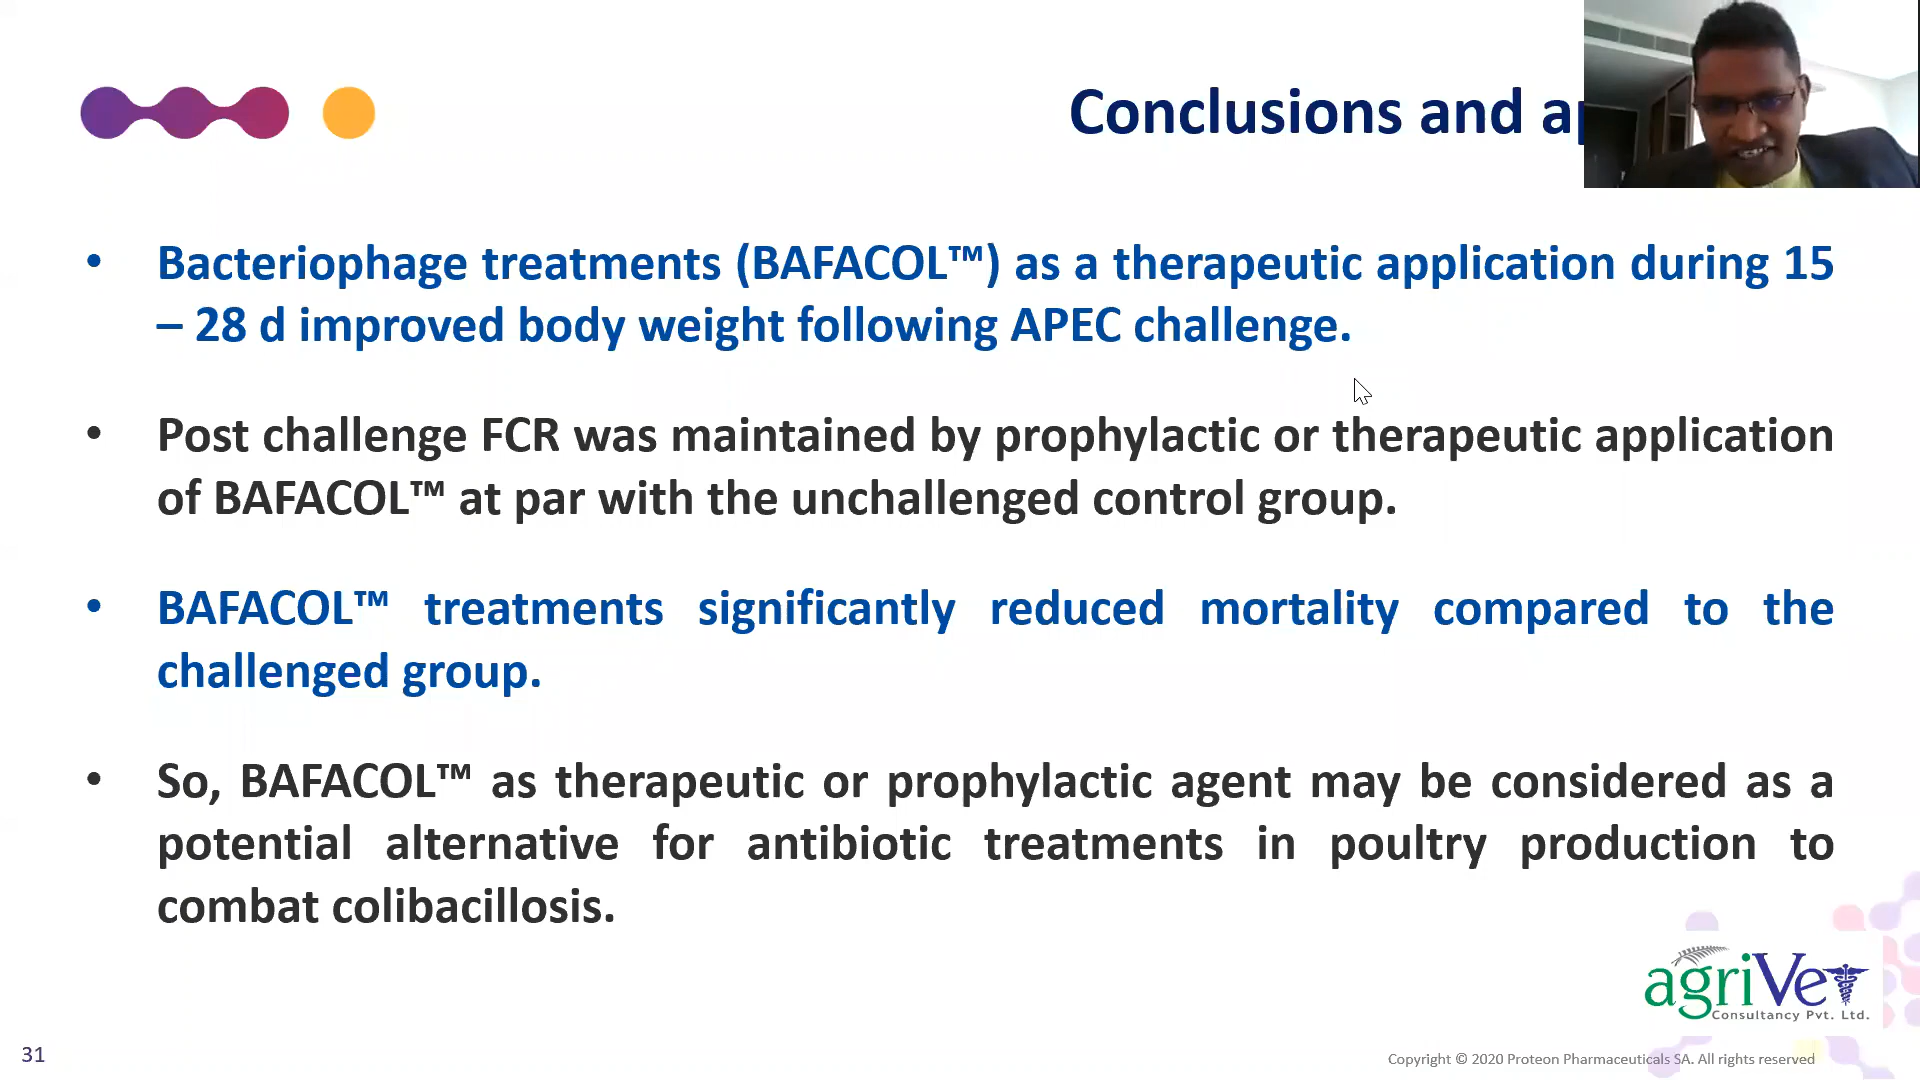 Conclusions and
• Bacteriophage treatments (BAFACOL™) as a therapeutic application during 15
– 28 d improved body weight following APEC challenge.
• Post challenge FCR was maintained by prophylactic or therapeutic application
of BAFACOL™ at par with the unchallenged control group.
• BAFACOL™ treatments significantly reduced mortality compared to the
challenged group.
• So, BAFACOL™ as therapeutic or prophylactic agent may be considered as a
potential alternative for antibiotic treatments in poultry production to
combat colibacillosis.
agriVet
Consultancy Pvt. Ltd.
31
Copyright © 2020 Proteon Pharmaceuticals SA. All rights reserved